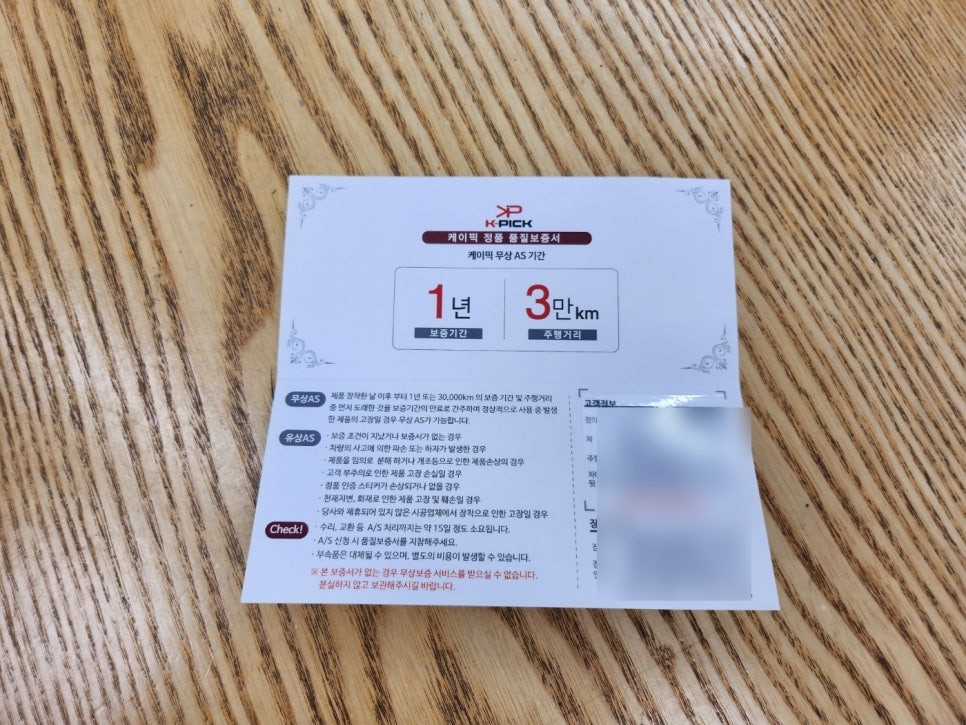 K-PICK
케이픽 정품 품질보증서
케이픽 무상 AS 기간
1년
보증기간
3만km
주행거리
무상AS
제품 장착한 날 이후 부터 1년 또는 30,000km 의 보증 기간 및 주행거리
중 먼저 도래한 것을 보증기간의 만료로 간주하며 정상적으로 사용 중 발생
한 제품의 고장일 경우 무상 AS가 가능합니다.
유상AS
· 보증 조건이 지났거나 보증서가 없는 경우
· 차량의 사고에 의한 파손 또는 하자가 발생한 경우
· 제품을 임의로 분해 하거나 개조등으로 인한 제품손상의 경우
· 고객 부주의로 인한 제품 고장 손실일 경우
· 정품 인증 스티커가 손상되거나 없을 경우
· 천재지변, 화재로 인한 제품 고장 및 훼손일 경우
· 당사와 제휴되어 있지 않은 시공업체에서 장착으로 인한 고장일 경우
Check!
· 수리, 교환 등 A/S 처리까지는 약 15일 정도 소요됩니다.
· A/S 신청 시 품질보증서를 지참해주세요.
· 부속품은 대체될 수 있으며, 별도의 비용이 발생할 수 있습니다.
※ 본 보증서가 없는 경우 무상보증 서비스를 받으실 수 없습니다.
분실하지 않고 보관해주시길 바랍니다.
고객정보